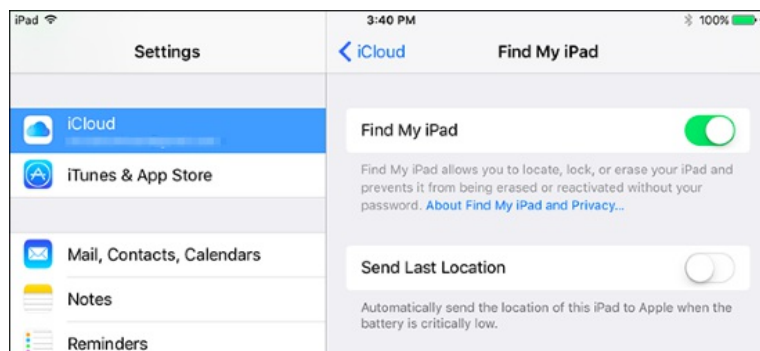 iPad 3:40 PM 100%
Settings
iCloud Find My iPad
iCloud
iTunes & App Store
Mail, Contacts, Calendars
Notes
Reminders
Find My iPad
Find My iPad allows you to locate, lock, or erase your iPad and
prevents it from being erased or reactivated without your
password. About Find My iPad and Privacy...
Send Last Location
Automatically send the location of this iPad to Apple when the
battery is critically low.